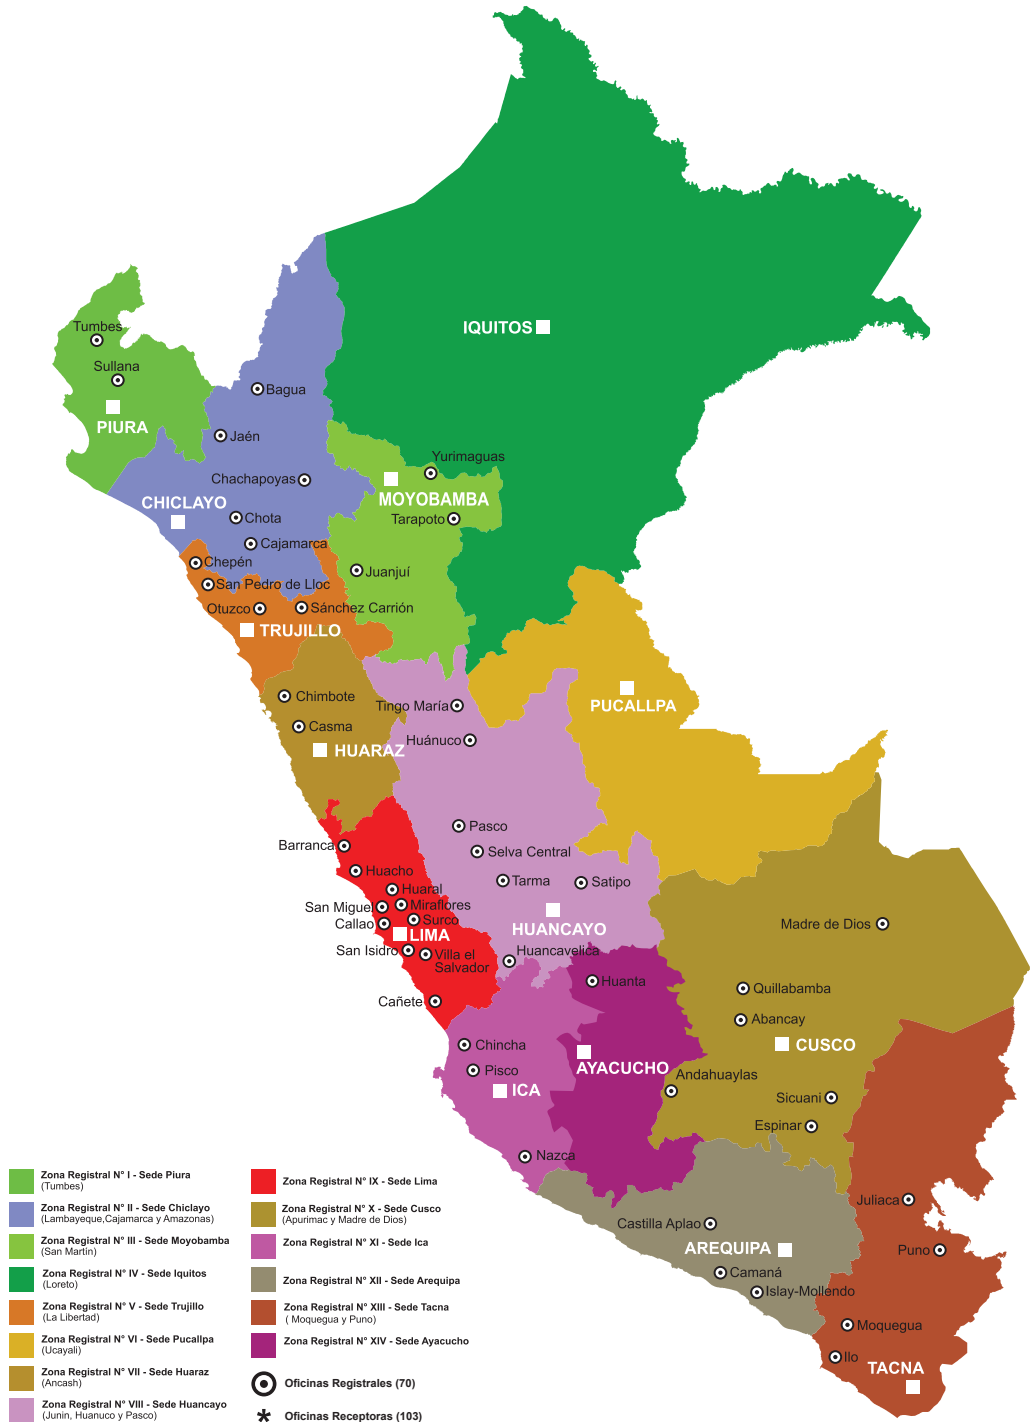 IQUITOS
Tumbes
Sullana
PIURA
Bagua
Jaén
Chachapoyas
CHICLAYO
Chota
Cajamarca
Yurimaguas
MOYOBAMBA
Tarapoto
Juanjuí
Chepén
San Pedro de Lloc
Otuzco
Sánchez Carrión
TRUJILLO
PUCALLPA
Chimbote
Casma
HUARAZ
Tingo María
Huánuco
Pasco
Selva Central
Tarma
Satipo
HUANCAYO
Huancavelica
Barranca
Huacho
Huaral
San Miguel
Miraflores
Callao
Surco
LIMA
San Isidro
Villa el
Salvador
Cañete
Huanta
AYACUCHO
Chincha
Pisco
ICA
Nazca
Madre de Dios
Quillabamba
Abancay
CUSCO
Andahuaylas
Sicuani
Espinar
Castilla Aplao
AREQUIPA
Camaná
Islay-Mollendo
Juliaca
Puno
Moquegua
Ilo
TACNA
Zona Registral N° I - Sede Piura
(Tumbes)
Zona Registral N° II - Sede Chiclayo
(Lambayeque,Cajamarca y Amazonas)
Zona Registral N° III - Sede Moyobamba
(San Martín)
Zona Registral N° IV - Sede Iquitos
(Loreto)
Zona Registral N° V - Sede Trujillo
(La Libertad)
Zona Registral N° VI - Sede Pucallpa
(Ucayali)
Zona Registral N° VII - Sede Huaraz
(Ancash)
Zona Registral N° VIII - Sede Huancayo
(Junin, Huanuco y Pasco)
Zona Registral N° IX - Sede Lima
Zona Registral N° X - Sede Cusco
(Apurimac y Madre de Dios)
Zona Registral N° XI - Sede Ica
Zona Registral N° XII - Sede Arequipa
Zona Registral N° XIII - Sede Tacna
( Moquegua y Puno)
Zona Registral N° XIV - Sede Ayacucho
Oficinas Registrales (70)
* Oficinas Receptoras (103)